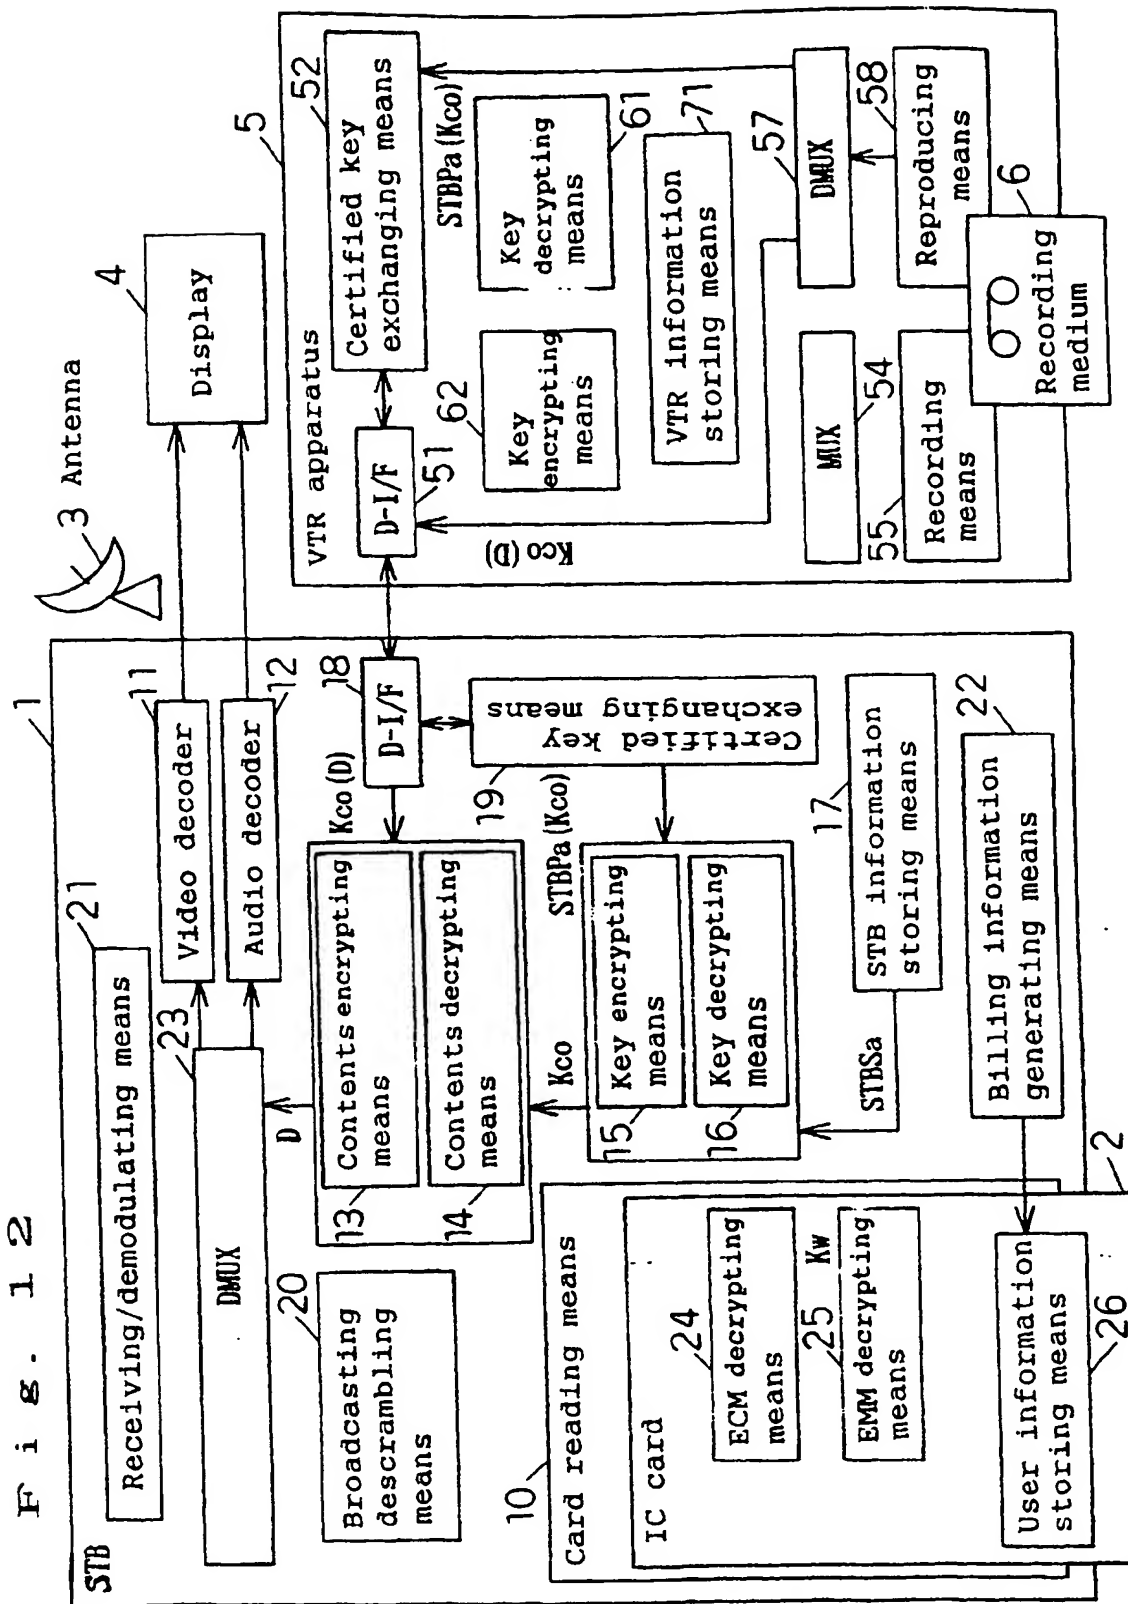 Fig. 12
STB
1
21
Receiving/demodulating means
23
DMUX
11
Video decoder
12
Audio decoder
3
Antenna
4
Display
20
Broadcasting
descrambling
means
D
13
Contents encrypting
means
14
Contents decrypting
means
Kco(D)
18
D-I/F
19
Certified key
exchanging means
Kco
STBPa(Kco)
15
Key encrypting
means
16
Key decrypting
means
STBSa
17
STB information
storing means
22
Billing information
generating means
10
Card reading means
2
IC card
24
ECM decrypting
means
25
Kw
EMM decrypting
means
26
User information
storing means
5
VTR apparatus
52
Certified key
exchanging means
D-I/F
51
STBPa(Kco)
62
Key
encrypting
means
61
Key
decrypting
means
71
VTR information
storing means
Kco(D)
57
DMUX
54
MUX
55
Recording
means
58
Reproducing
means
6
Recording
medium